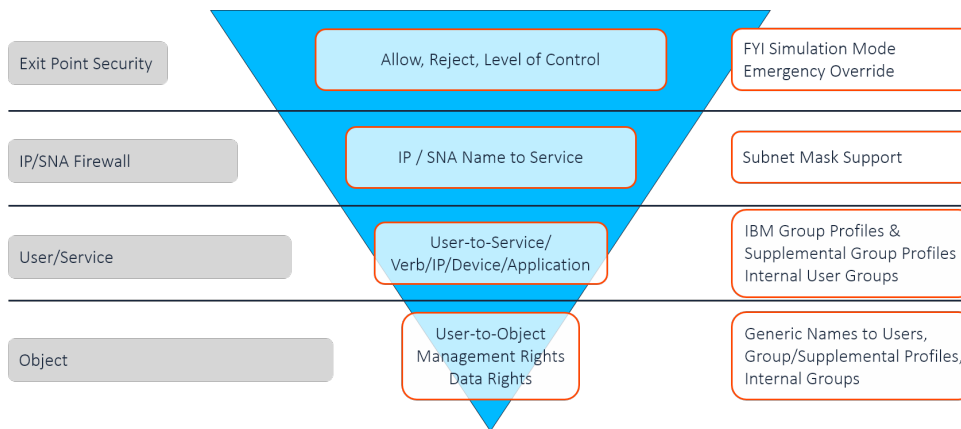 Exit Point Security
Allow, Reject, Level of Control
FYI Simulation Mode
Emergency Override
IP/SNA Firewall
IP / SNA Name to Service
Subnet Mask Support
User/Service
User-to-Service/
Verb/IP/Device/Application
IBM Group Profiles &
Supplemental Group Profiles
Internal User Groups
Object
User-to-Object
Management Rights
Data Rights
Generic Names to Users,
Group/Supplemental Profiles,
Internal Groups